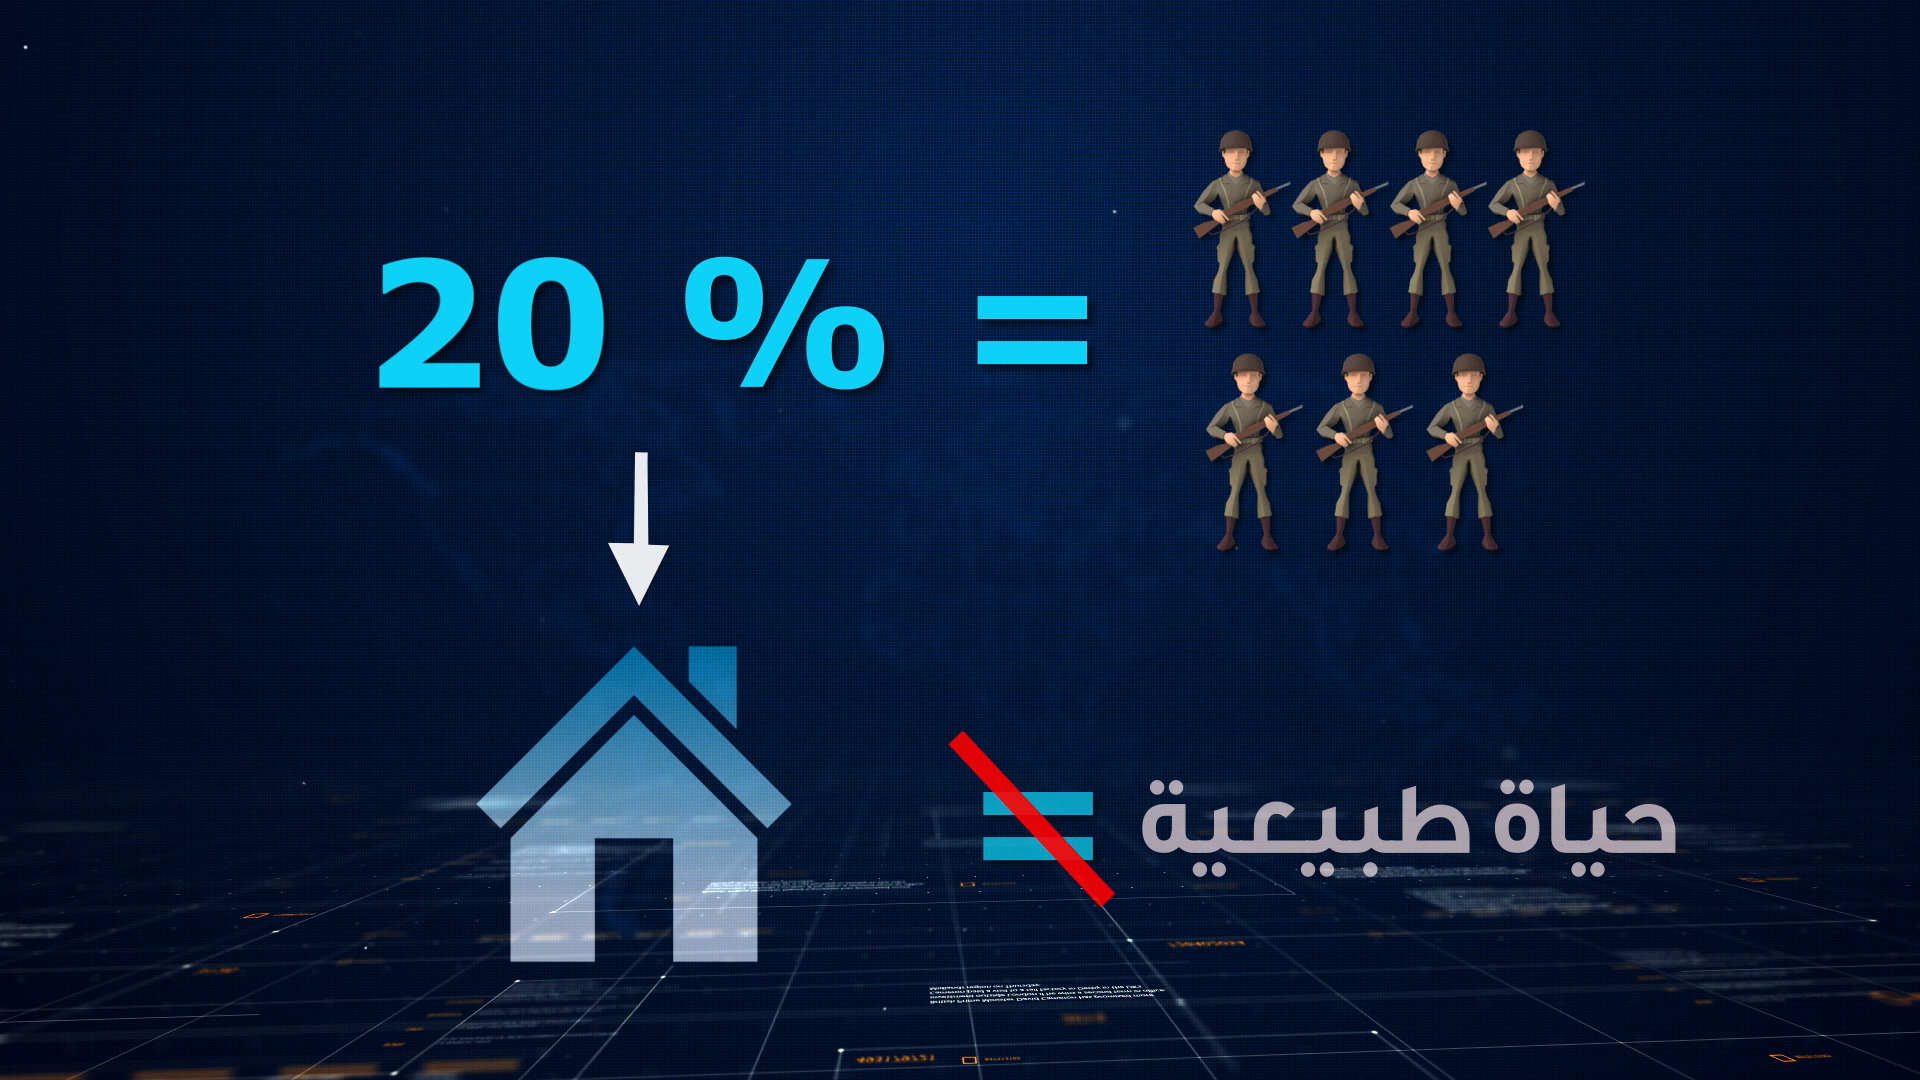 20 % =
= حياة طبيعية